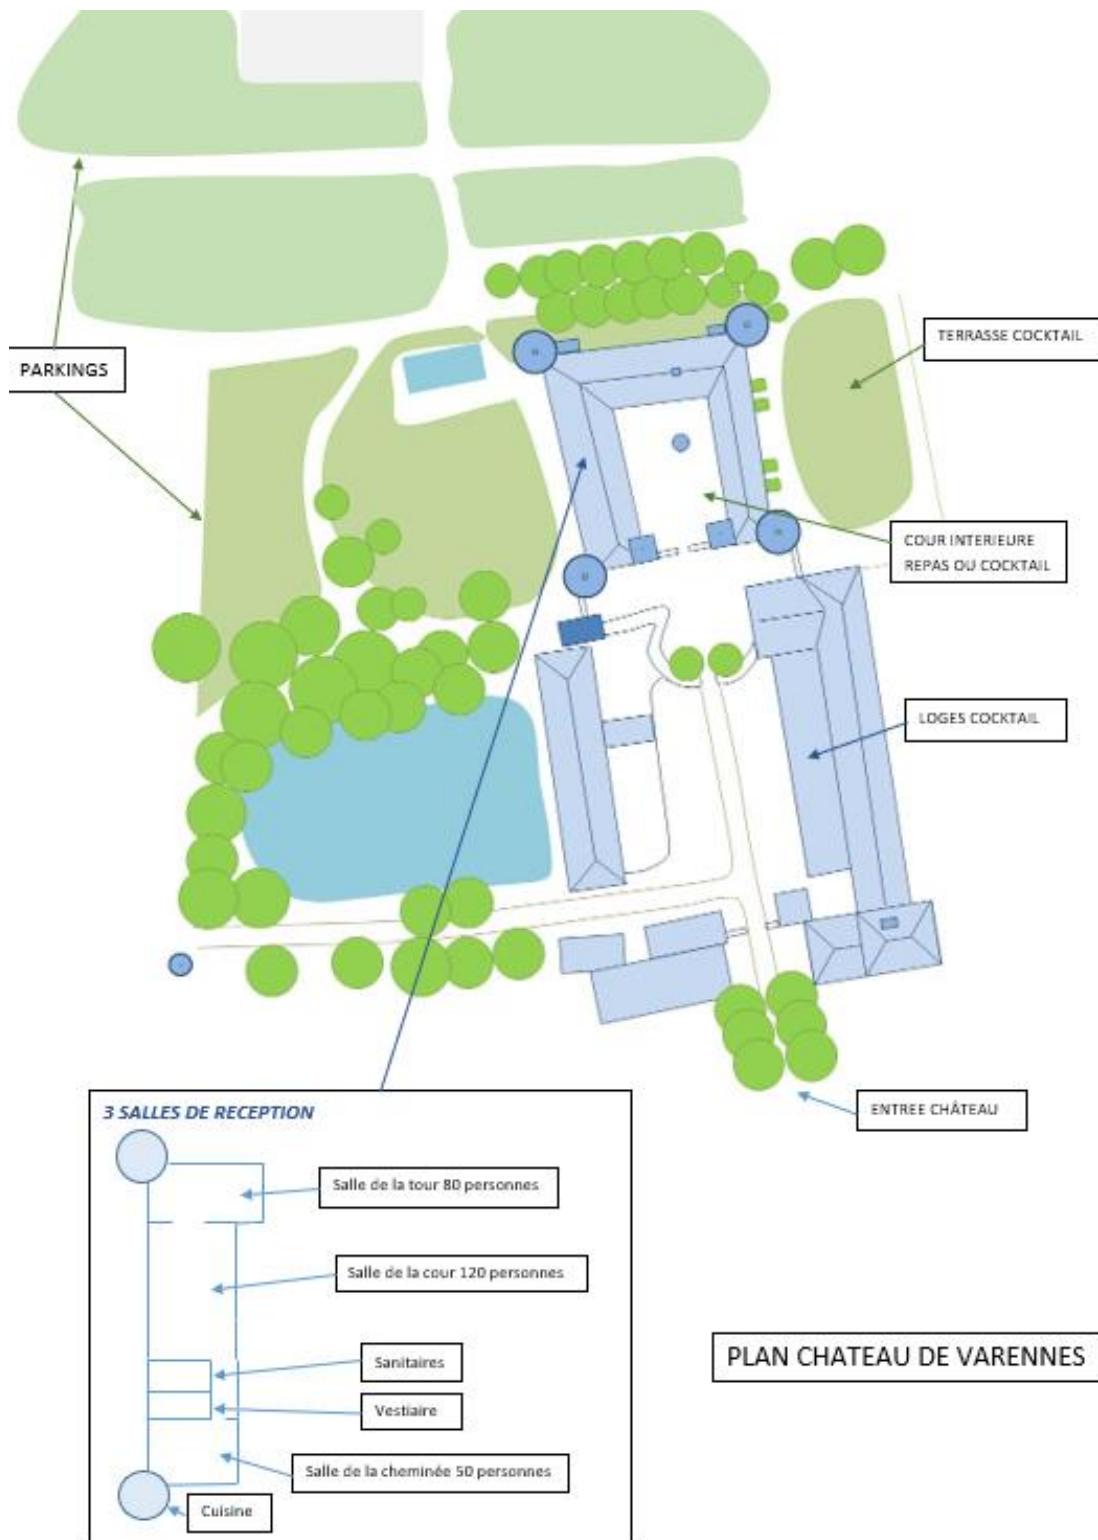 TERRASSE COCKTAIL
PARKINGS
COUR INTERIEURE
REPAS OU COCKTAIL
LOGES COCKTAIL
ENTREE CHÂTEAU
3 SALLES DE RECEPTION
Salle de la tour 80 personnes
Salle de la cour 120 personnes
Sanitaires
Vestiaire
Salle de la cheminée 50 personnes
Cuisine
PLAN CHATEAU DE VARENNES